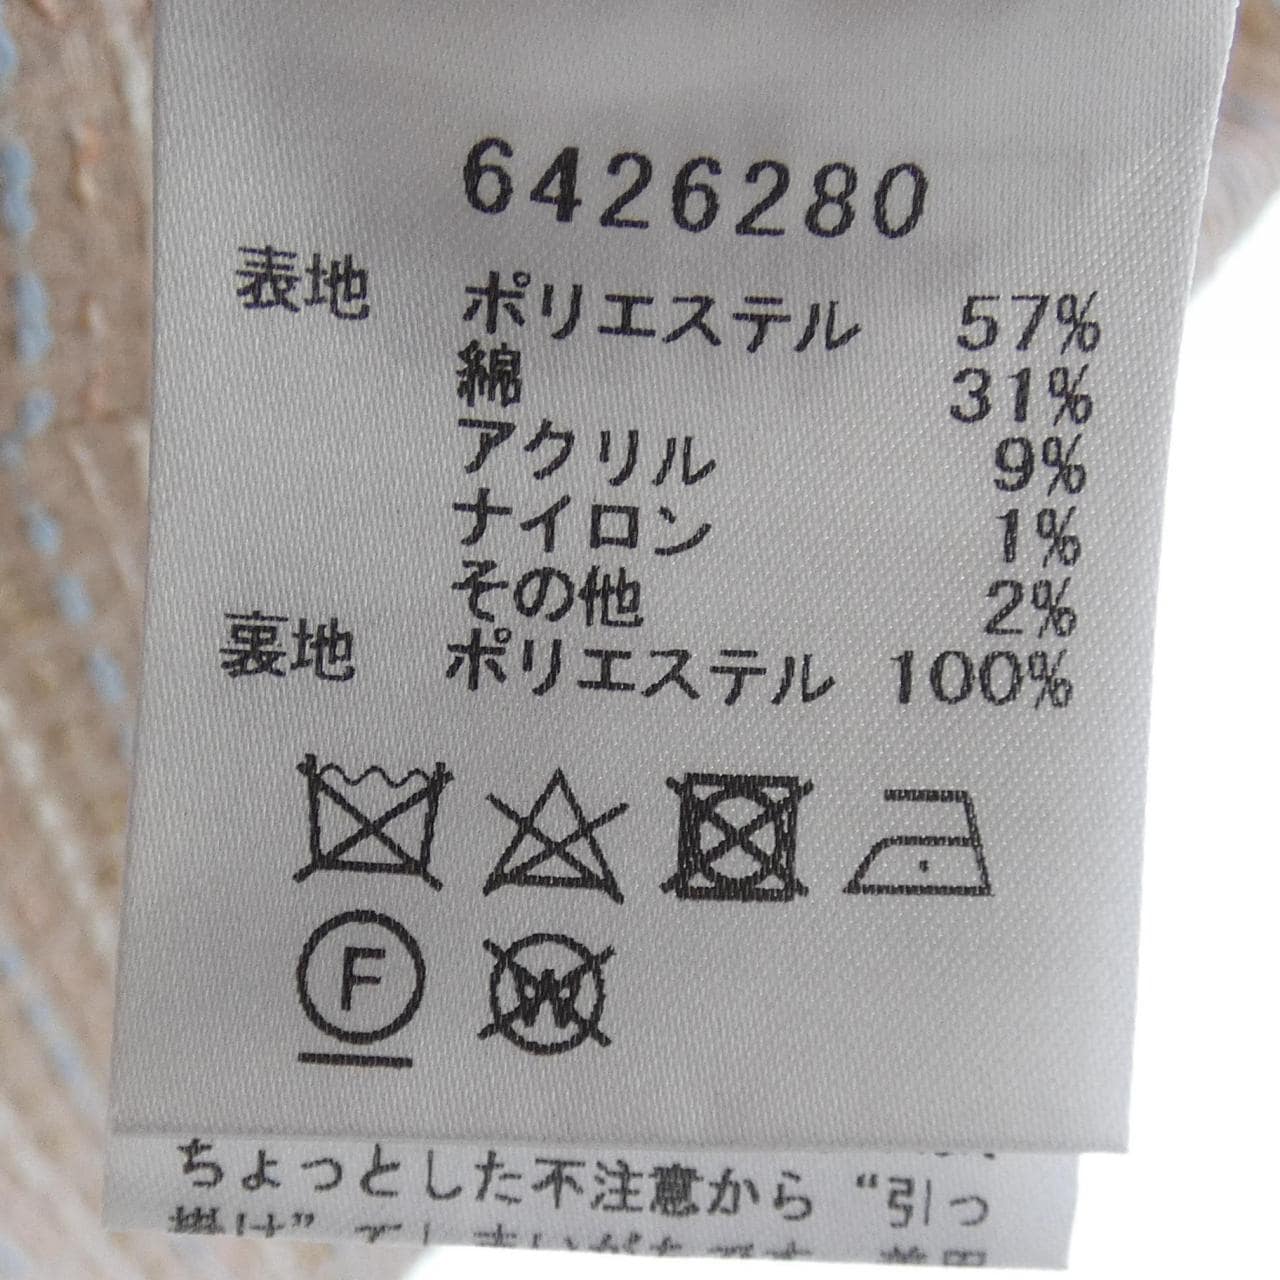 6426280
表地 ポリエステル 57%
綿 31%
アクリル 9%
ナイロン 1%
その他 2%
裏地 ポリエステル 100%
F W
ちょっとした不注意から“引っ
掛け”